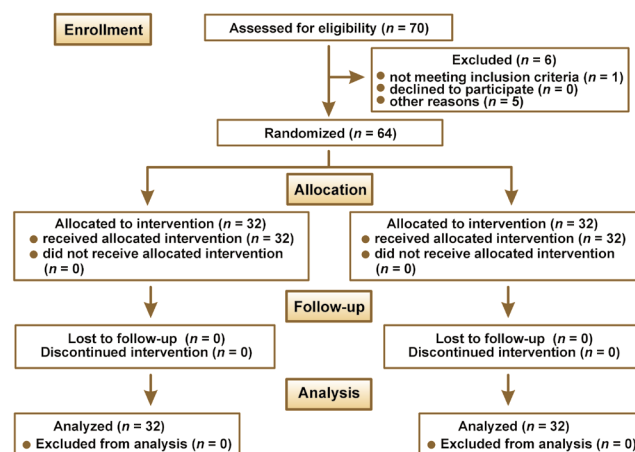 Enrollment
Assessed for eligibility (n = 70)
Excluded (n = 6)
● not meeting inclusion criteria (n = 1)
● declined to participate (n = 0)
● other reasons (n = 5)
Randomized (n = 64)
Allocation
Allocated to intervention (n = 32)
● received allocated intervention (n = 32)
● did not receive allocated intervention
(n = 0)
Allocated to intervention (n = 32)
● received allocated intervention (n = 32)
● did not receive allocated intervention
(n = 0)
Follow-up
Lost to follow-up (n = 0)
Discontinued intervention (n = 0)
Lost to follow-up (n = 0)
Discontinued intervention (n = 0)
Analysis
Analyzed (n = 32)
● Excluded from analysis (n = 0)
Analyzed (n = 32)
● Excluded from analysis (n = 0)